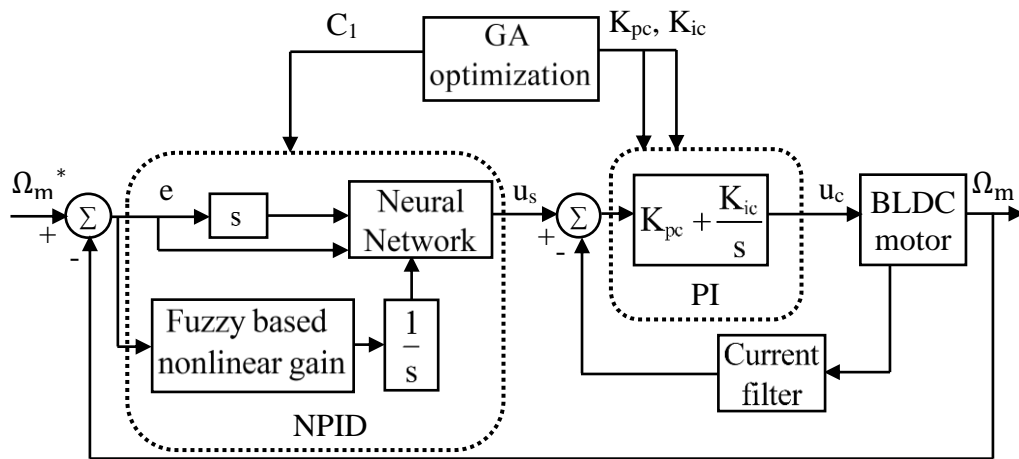 C₁
GA
optimization
Kpc, Kic
Ωm*
Σ
+
-
e
s
Neural
Network
Fuzzy based
nonlinear gain
1
s
NPID
us
Σ
+
-
Kpc + Kic
s
PI
uc
BLDC
motor
Ωm
Current
filter